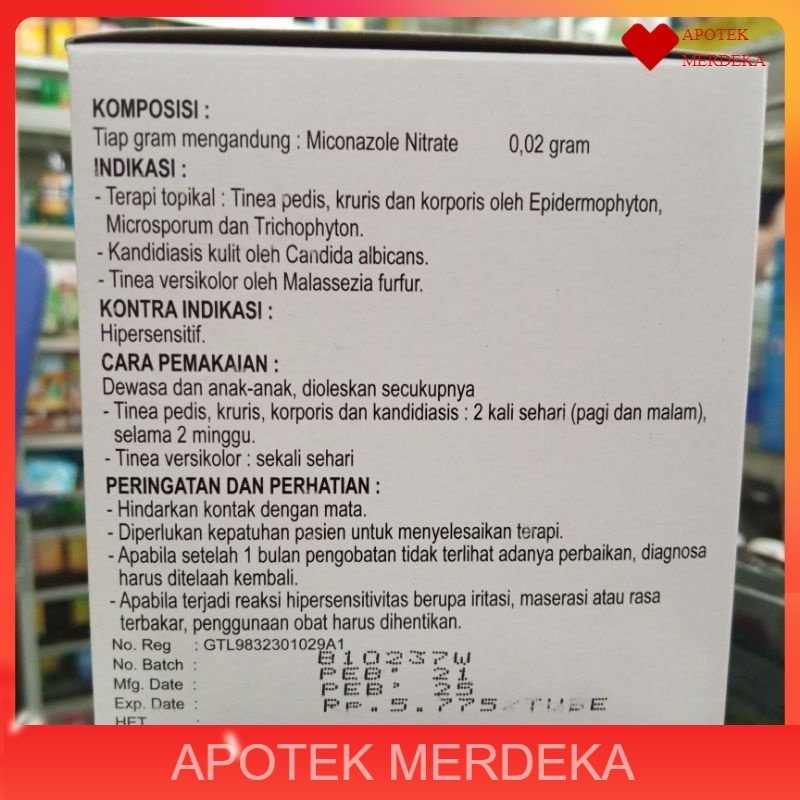 APOTEK
MERDEKA
KOMPOSISI :
Tiap gram mengandung : Miconazole Nitrate 0,02 gram
INDIKASI :
- Terapi topikal : Tinea pedis, kruris dan korporis oleh Epidermophyton,
Microsporum dan Trichophyton.
- Kandidiasis kulit oleh Candida albicans.
- Tinea versikolor oleh Malassezia furfur.
KONTRA INDIKASI :
Hipersensitif.
CARA PEMAKAIAN :
Dewasa dan anak-anak, dioleskan secukupnya
- Tinea pedis, kruris, korporis dan kandidiasis : 2 kali sehari (pagi dan malam),
selama 2 minggu.
- Tinea versikolor : sekali sehari
PERINGATAN DAN PERHATIAN :
- Hindarkan kontak dengan mata.
- Diperlukan kepatuhan pasien untuk menyelesaikan terapi.
- Apabila setelah 1 bulan pengobatan tidak terlihat adanya perbaikan, diagnosa
harus ditelaah kembali.
- Apabila terjadi reaksi hipersensitivitas berupa iritasi, maserasi atau rasa
terbakar, penggunaan obat harus dihentikan.
No. Reg : GTL9832301029A1
No. Batch : B10237W
Mfg. Date : PEB' 21
Exp. Date : PEB' 25
HET : Rp.5.775/TUBE
APOTEK MERDEKA